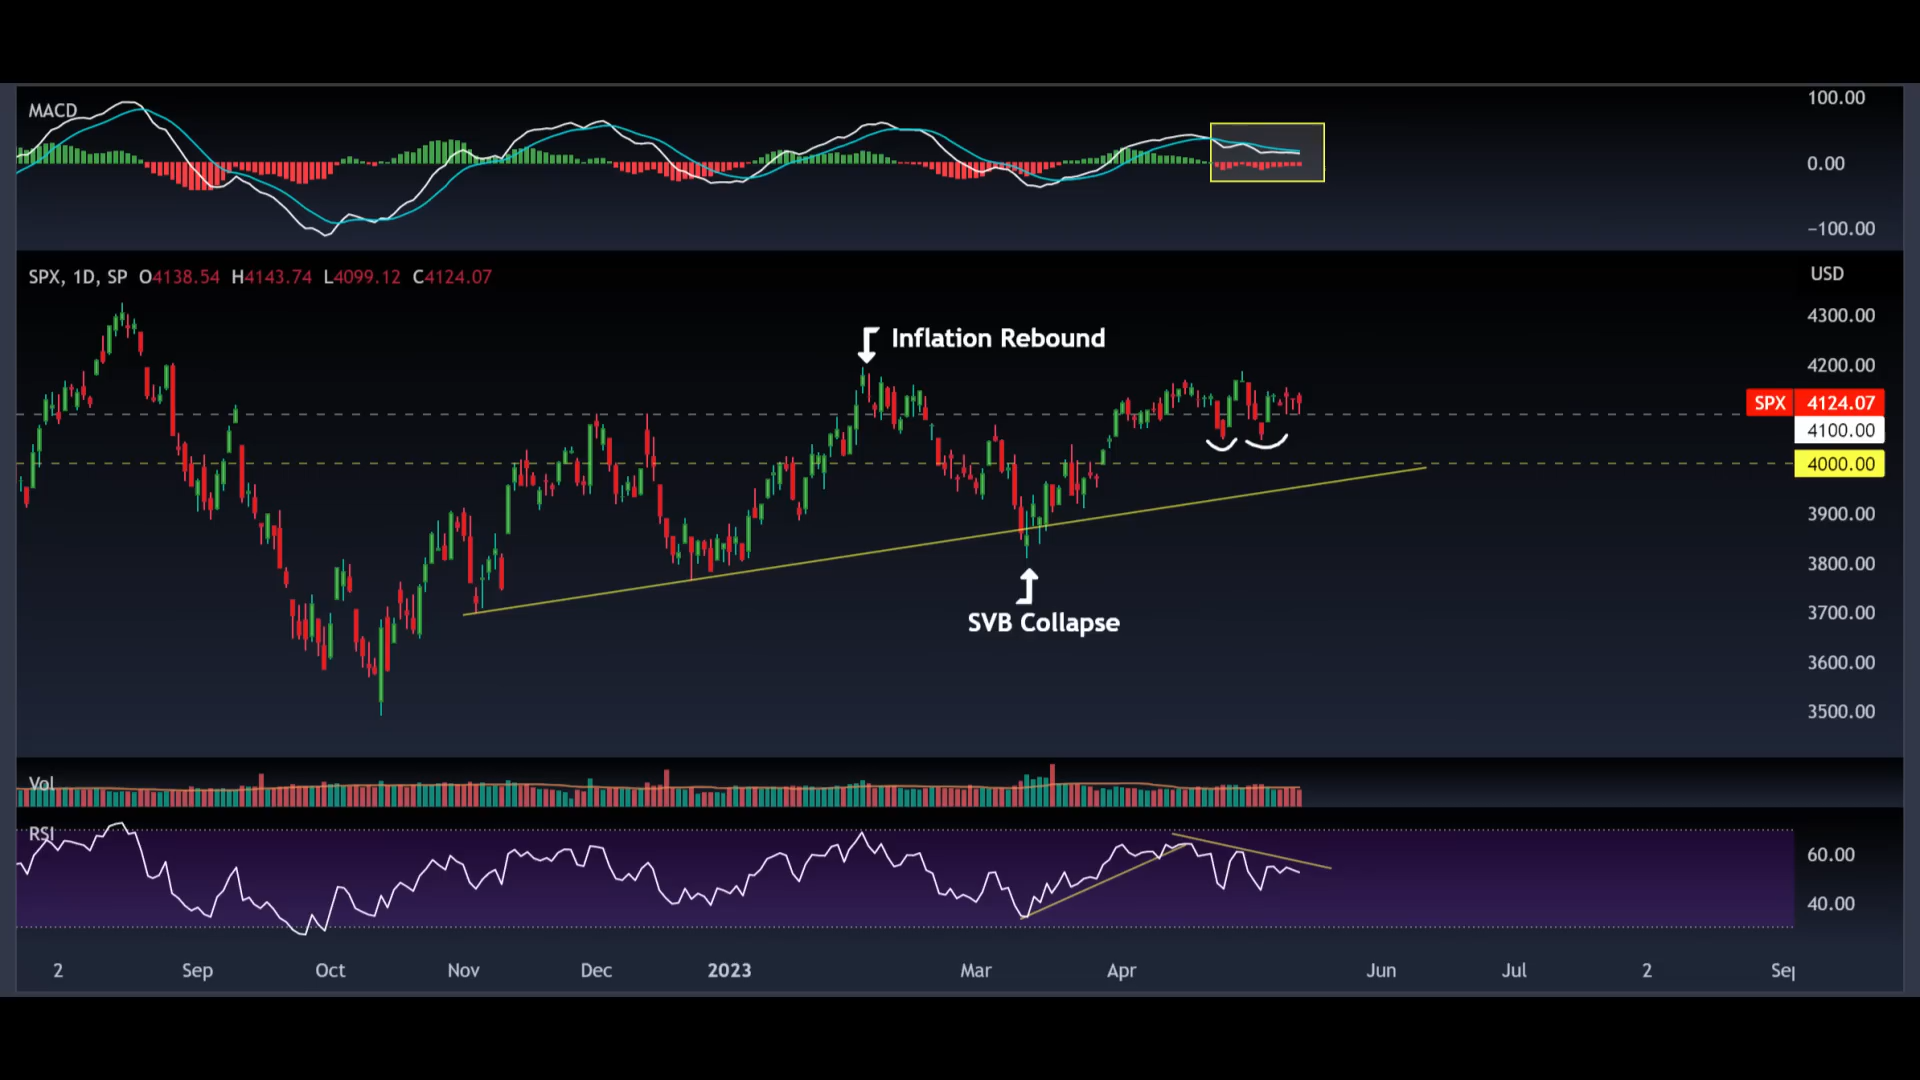 MACD
100.00
0.00
−100.00
SPX, 1D, SP O4138.54 H4143.74 L4099.12 C4124.07
USD
4300.00
Inflation Rebound
4200.00
SPX 4124.07
4100.00
4000.00
3900.00
3800.00
3700.00
SVB Collapse
3600.00
3500.00
Vol
RSI
60.00
40.00
2 Sep Oct Nov Dec 2023 Mar Apr Jun Jul 2 Sep